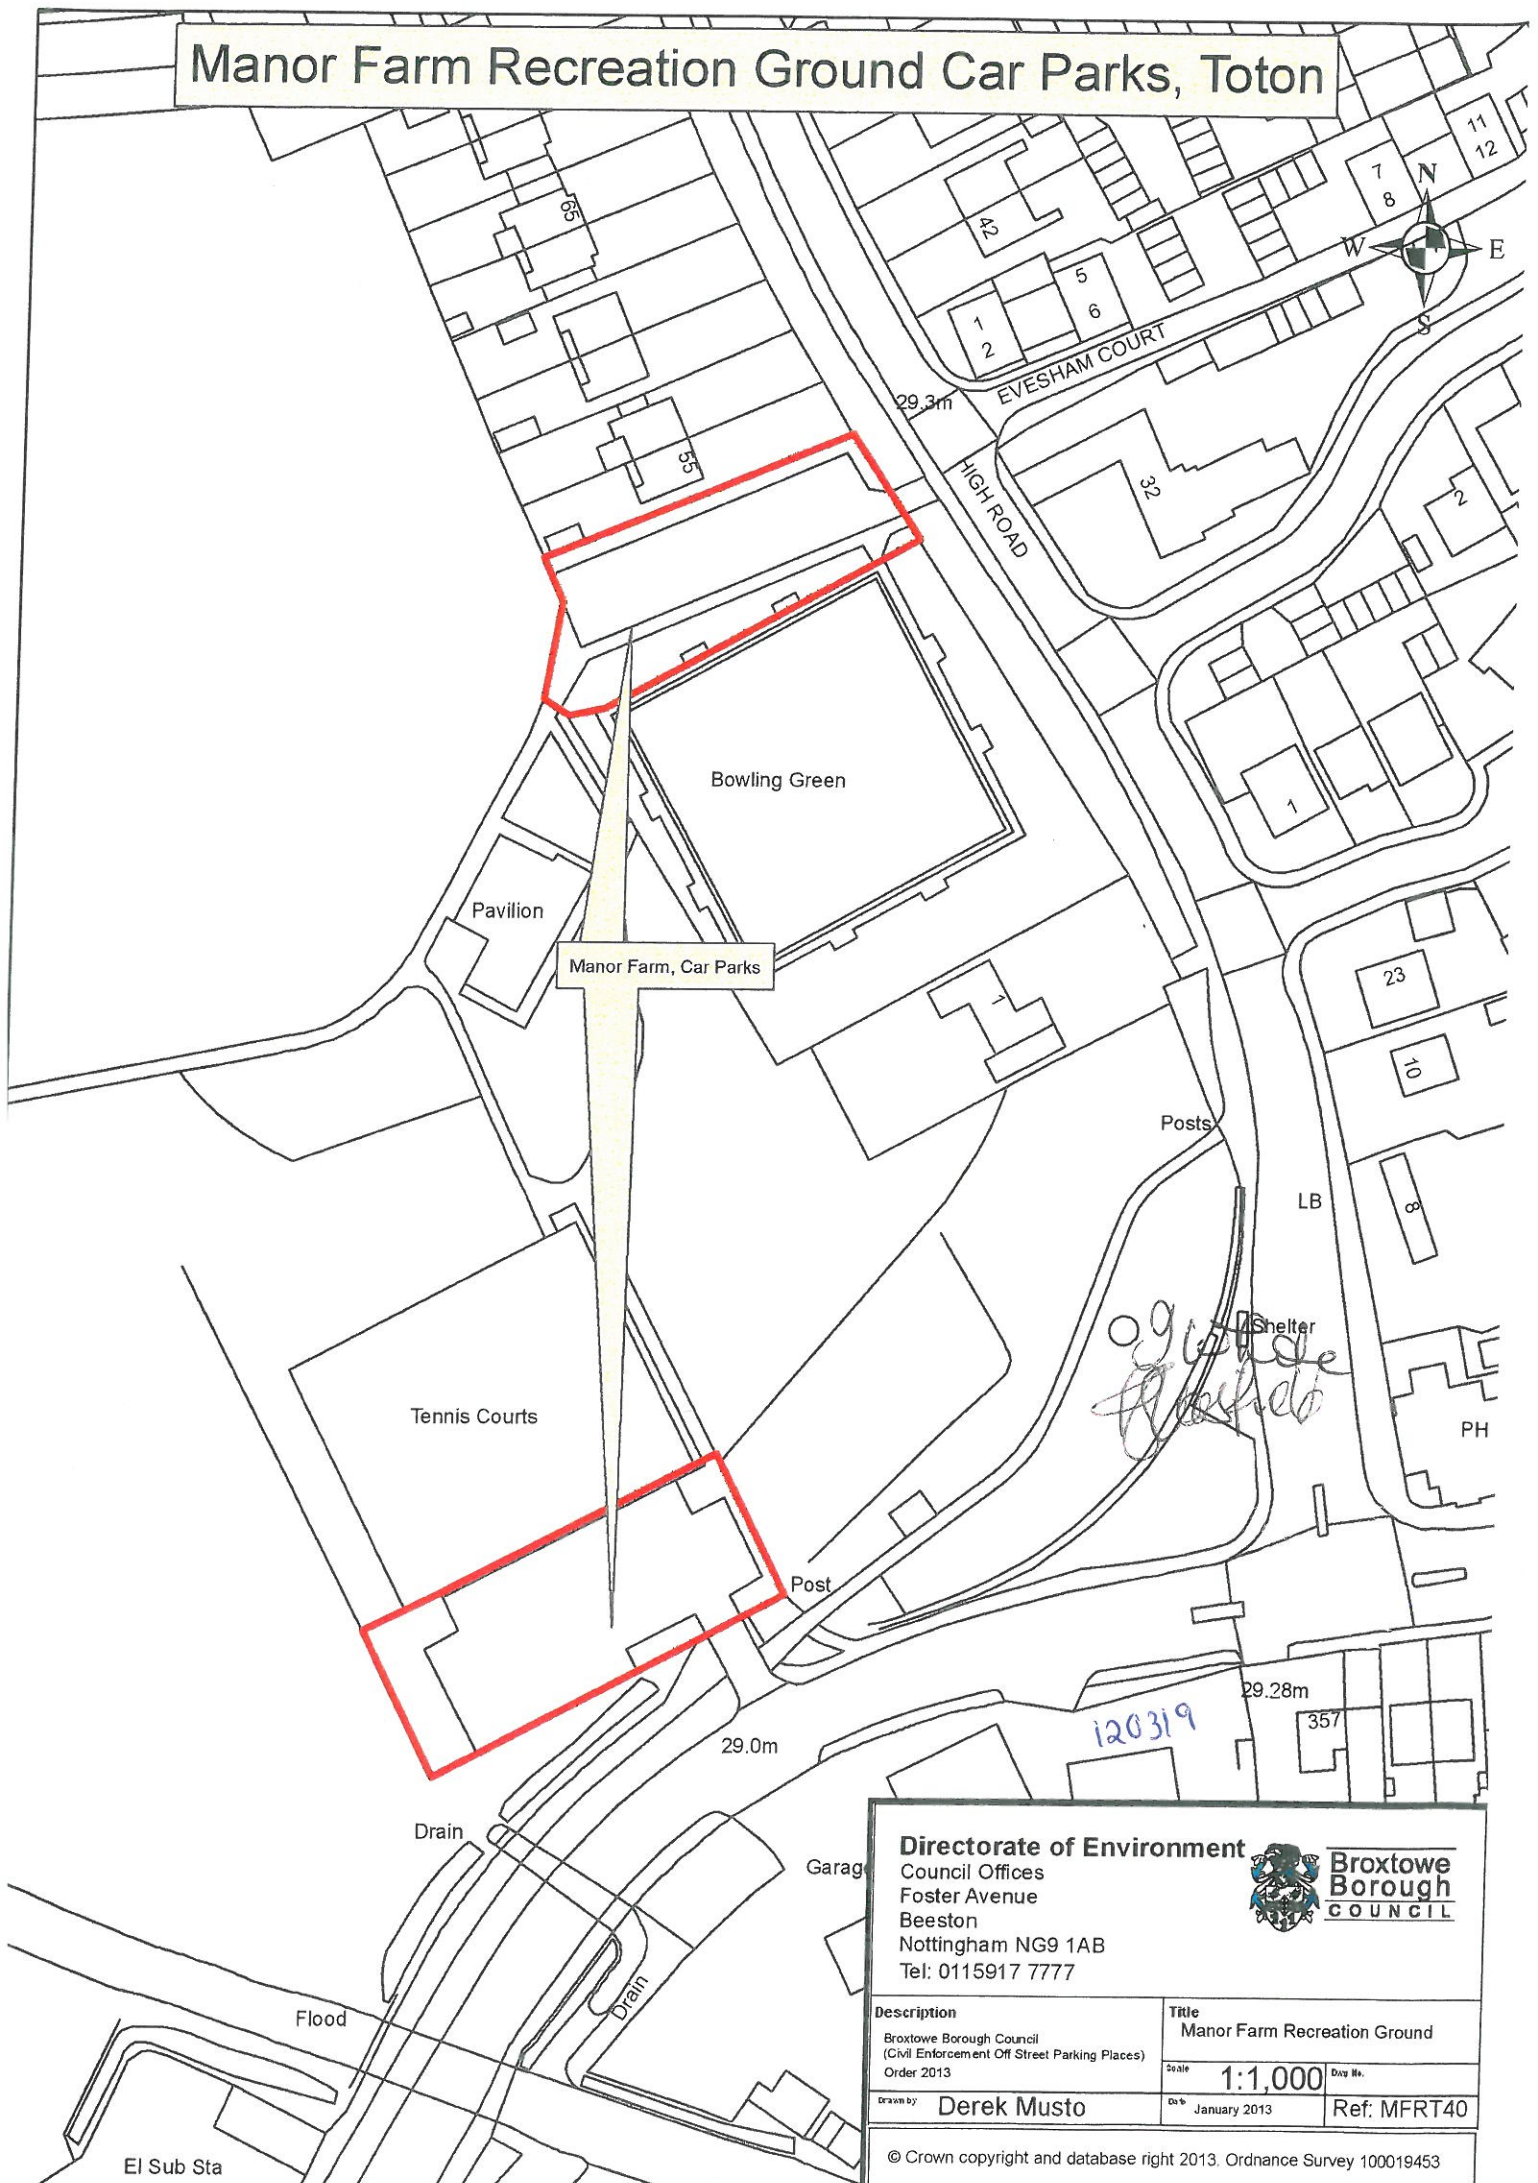 Manor Farm Recreation Ground Car Parks, Toton
11
12
7
8
N
W
E
S
65
42
5
6
1
2
EVESHAM COURT
29.3m
55
HIGH ROAD
32
2
Bowling Green
1
Pavilion
Manor Farm, Car Parks
1
23
10
Posts
LB
8
Shelter
Tennis Courts
PH
Post
29.28m
357
120319
29.0m
Drain
Garag
Drain
Flood
El Sub Sta
Directorate of Environment
Council Offices
Foster Avenue
Beeston
Nottingham NG9 1AB
Tel: 0115917 7777
Broxtowe
Borough
COUNCIL
Description
Broxtowe Borough Council
(Civil Enforcement Off Street Parking Places)
Order 2013
Title
Manor Farm Recreation Ground
Scale
1:1,000
Dwg No.
Drawn by
Derek Musto
Date
January 2013
Ref: MFRT40
© Crown copyright and database right 2013. Ordnance Survey 100019453